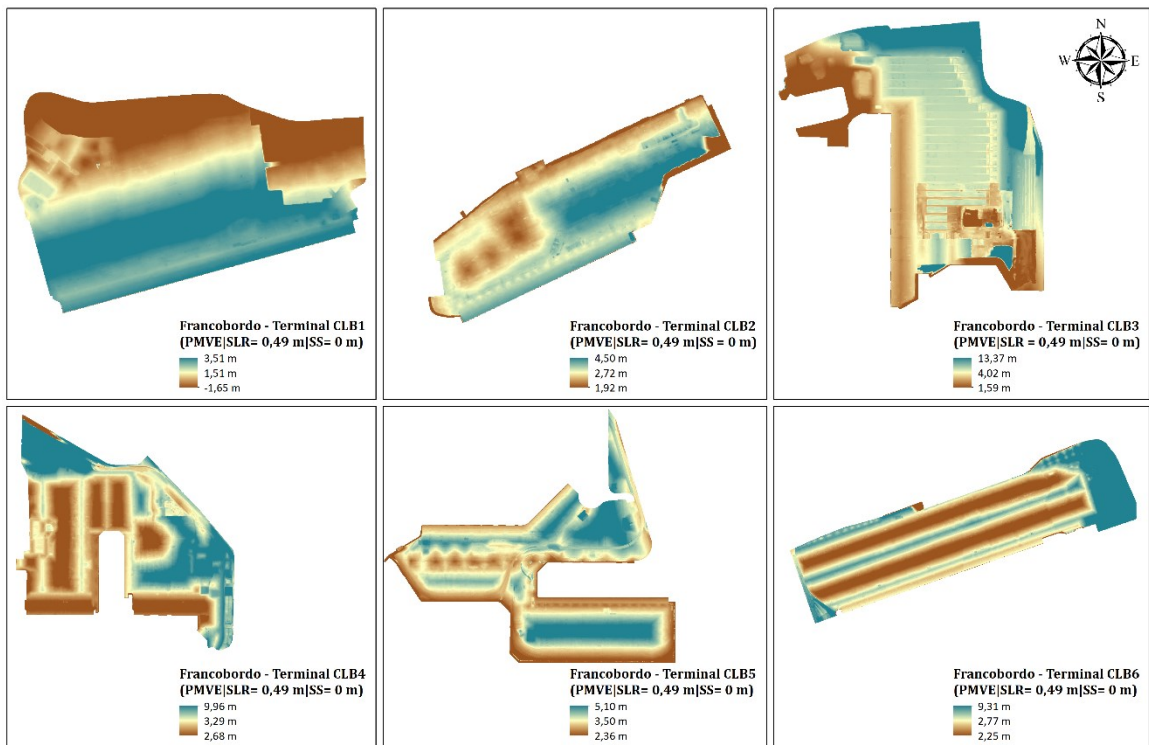 N
W E
S
Francobordo - Terminal CLB1
(PMVE|SLR= 0,49 m|SS= 0 m)
3,51 m
1,51 m
-1,65 m
Francobordo - Terminal CLB2
(PMVE|SLR= 0,49 m|SS= 0 m)
4,50 m
2,72 m
1,92 m
Francobordo - Terminal CLB3
(PMVE|SLR = 0,49 m|SS= 0 m)
13,37 m
4,02 m
1,59 m
Francobordo - Terminal CLB4
(PMVE|SLR= 0,49 m|SS= 0 m)
9,96 m
3,29 m
2,68 m
Francobordo - Terminal CLB5
(PMVE|SLR= 0,49 m|SS= 0 m)
5,10 m
3,50 m
2,36 m
Francobordo - Terminal CLB6
(PMVE|SLR= 0,49 m|SS= 0 m)
9,31 m
2,77 m
2,25 m